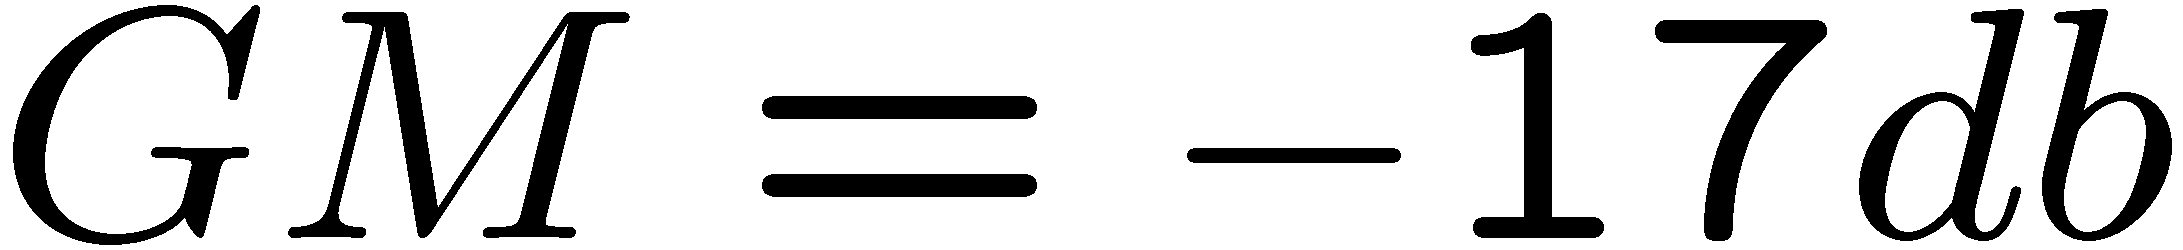 GM = −17db